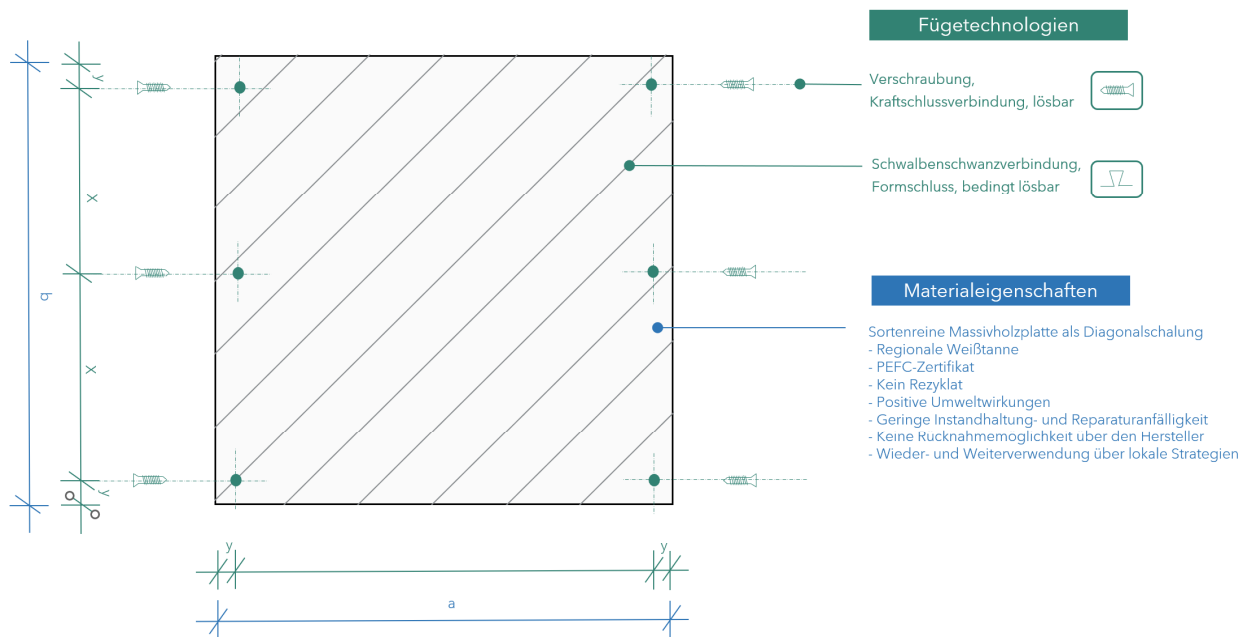 Fügetechnologien
Verschraubung,
Kraftschlussverbindung, lösbar
Schwalbenschwanzverbindung,
Formschluss, bedingt lösbar
Materialeigenschaften
Sortenreine Massivholzplatte als Diagonalschalung
- Regionale Weißtanne
- PEFC-Zertifikat
- Kein Rezyklat
- Positive Umweltwirkungen
- Geringe Instandhaltung- und Reparaturanfälligkeit
- Keine Rücknahmemöglichkeit über den Hersteller
- Wieder- und Weiterverwendung über lokale Strategien
y
x
b
x
y
y
y
a